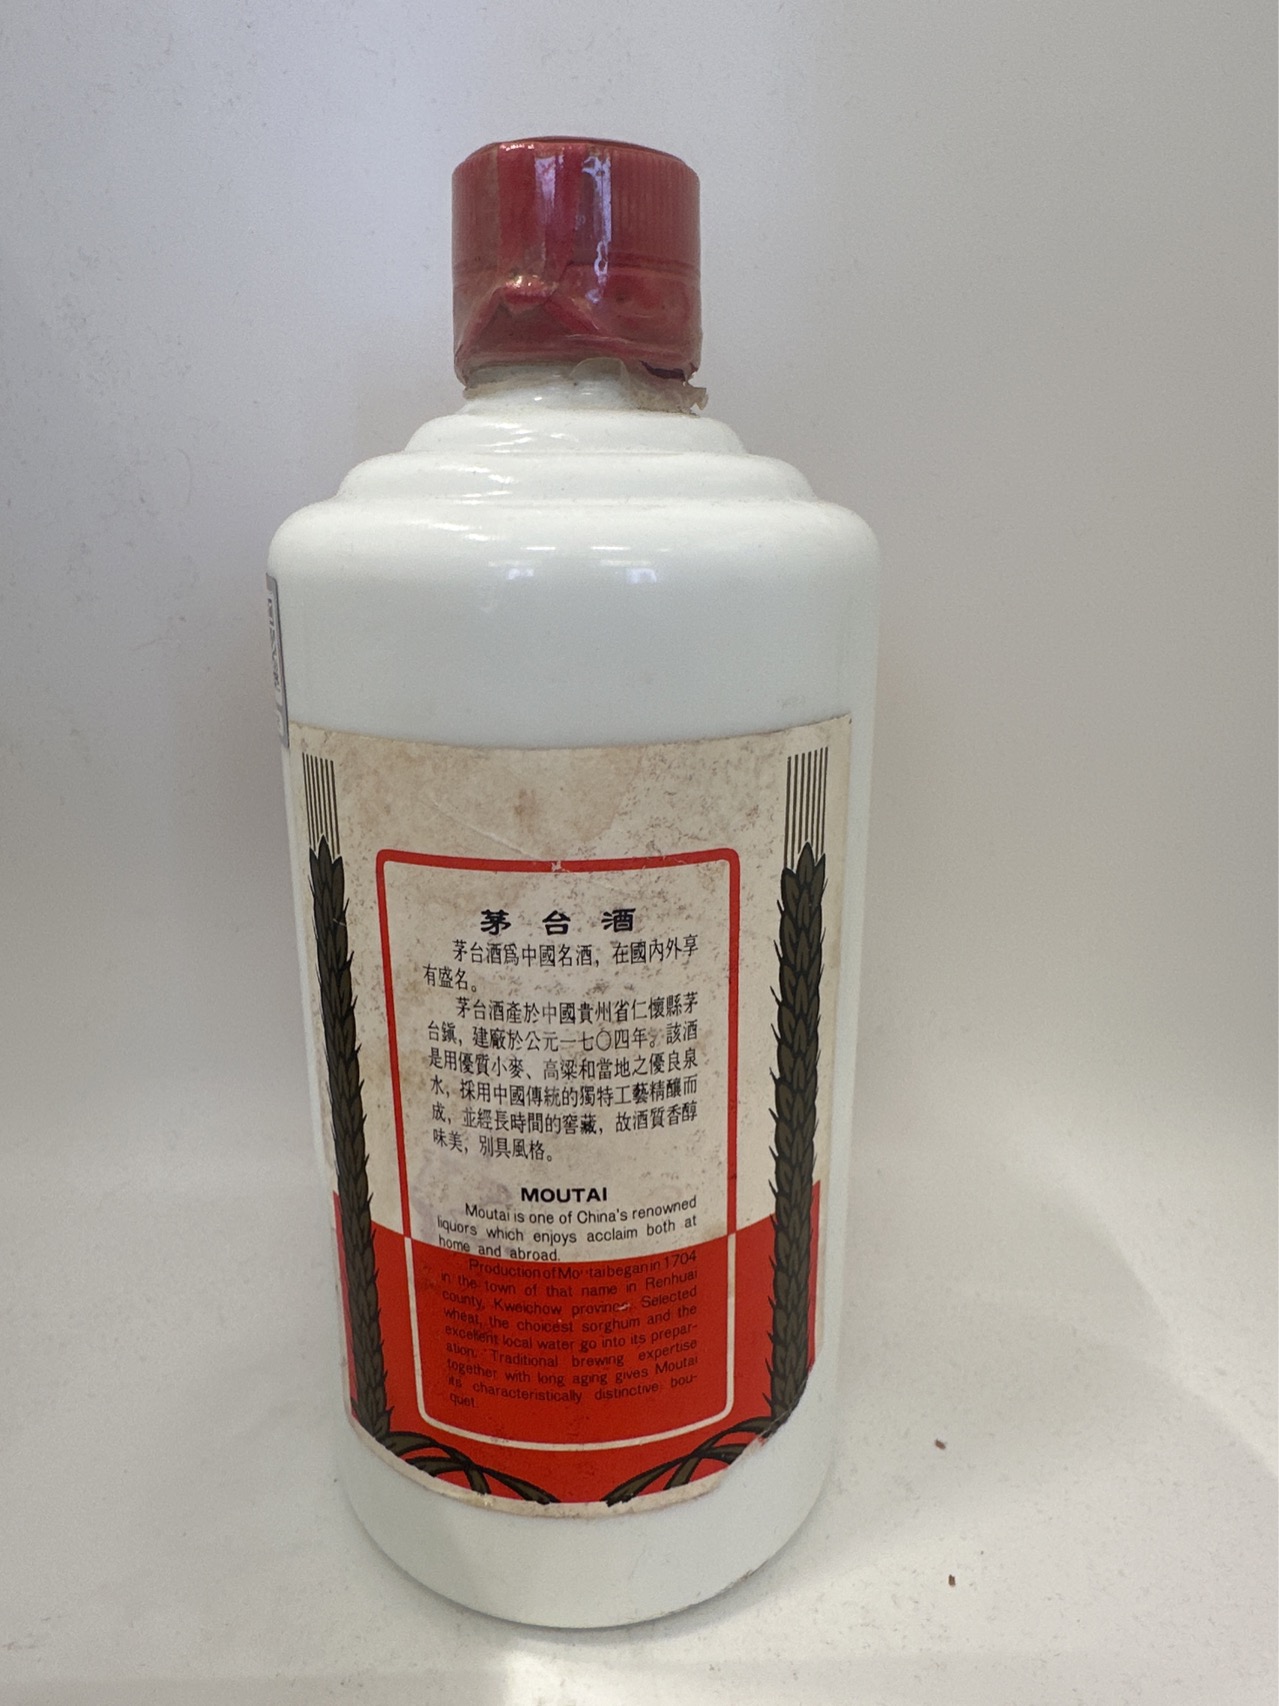 茅台酒
茅台酒爲中國名酒，在國內外享
有盛名。
茅台酒產於中國貴州省仁懷縣茅
台鎭，建廠於公元一七〇四年。該酒
是用優質小麥、高粱和當地之優良泉
水，採用中國傳統的獨特工藝精釀而
成，並經長時間的窖藏，故酒質香醇
味美，別具風格。
MOUTAI
Moutai is one of China's renowned
liquors which enjoys acclaim both at
home and abroad.
Production of Mo tai began in 1704
in the town of that name in Renhuai
county, Kweichow province. Selected
wheat, the choicest sorghum and the
excellent local water go into its prepar-
ation. Traditional brewing expertise
together with long aging gives Moutai
its characteristically distinctive bou-
quet.